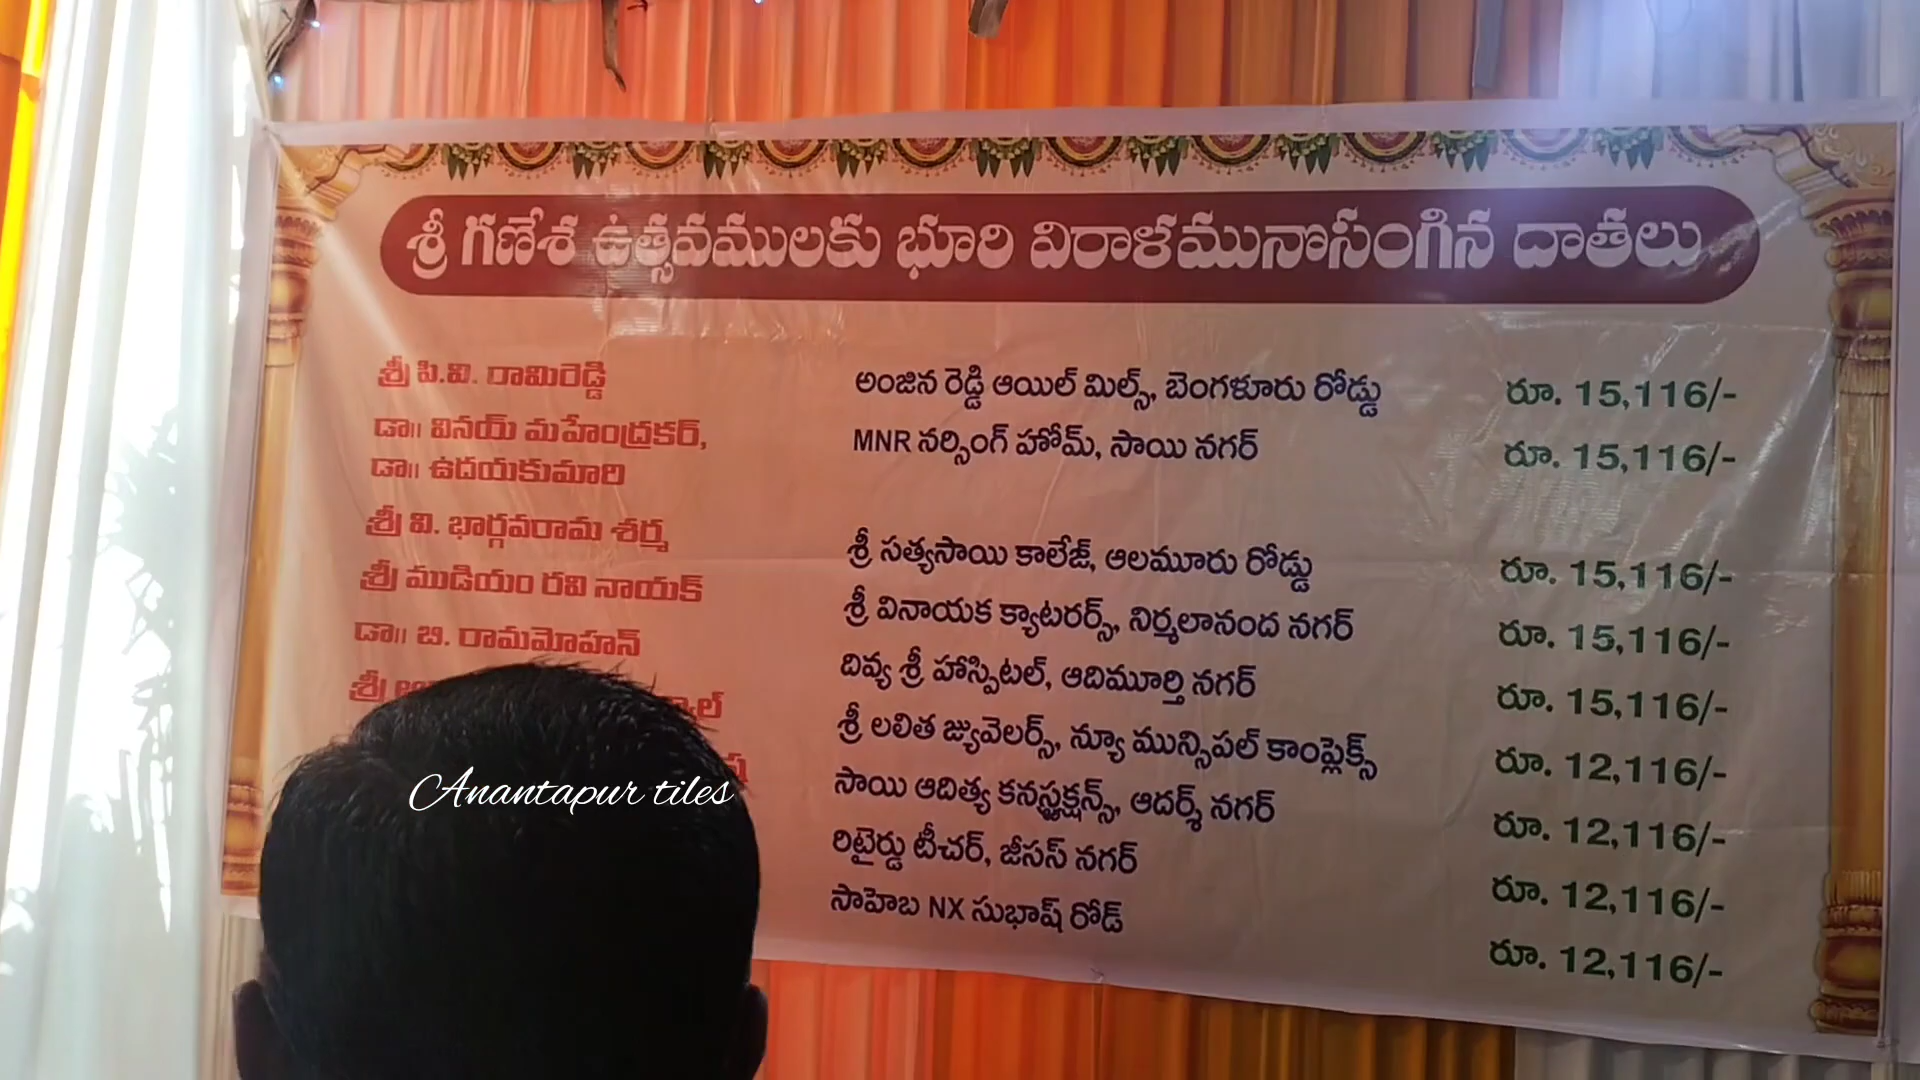 శ్రీ గణేశ ఉత్సవములకు భూరి విరాళమునొసంగిన దాతలు
శ్రీ పి.వి. రామిరెడ్డి అంజిన రెడ్డి ఆయిల్ మిల్స్, బెంగళూరు రోడ్డు రూ. 15,116/-
డా॥ వినయ్ మహేంద్రకర్, MNR నర్సింగ్ హోమ్, సాయి నగర్ రూ. 15,116/-
డా॥ ఉదయకుమారి
శ్రీ వి. భార్గవరామ శర్మ శ్రీ సత్యసాయి కాలేజ్, ఆలమూరు రోడ్డు రూ. 15,116/-
శ్రీ ముడియం రవి నాయక్ శ్రీ వినాయక క్యాటరర్స్, నిర్మలానంద నగర్ రూ. 15,116/-
డా॥ బి. రామమోహన్ దివ్య శ్రీ హాస్పిటల్, ఆదిమూర్తి నగర్ రూ. 15,116/-
శ్రీ శ్రీ లలిత జ్యువెలర్స్, న్యూ మున్సిపల్ కాంప్లెక్స్ రూ. 12,116/-
సాయి ఆదిత్య కనస్ట్రక్షన్స్, ఆదర్శ్ నగర్ రూ. 12,116/-
రిటైర్డు టీచర్, జీసస్ నగర్ రూ. 12,116/-
సాహెబ NX సుభాష్ రోడ్ రూ. 12,116/-
Anantapur tiles